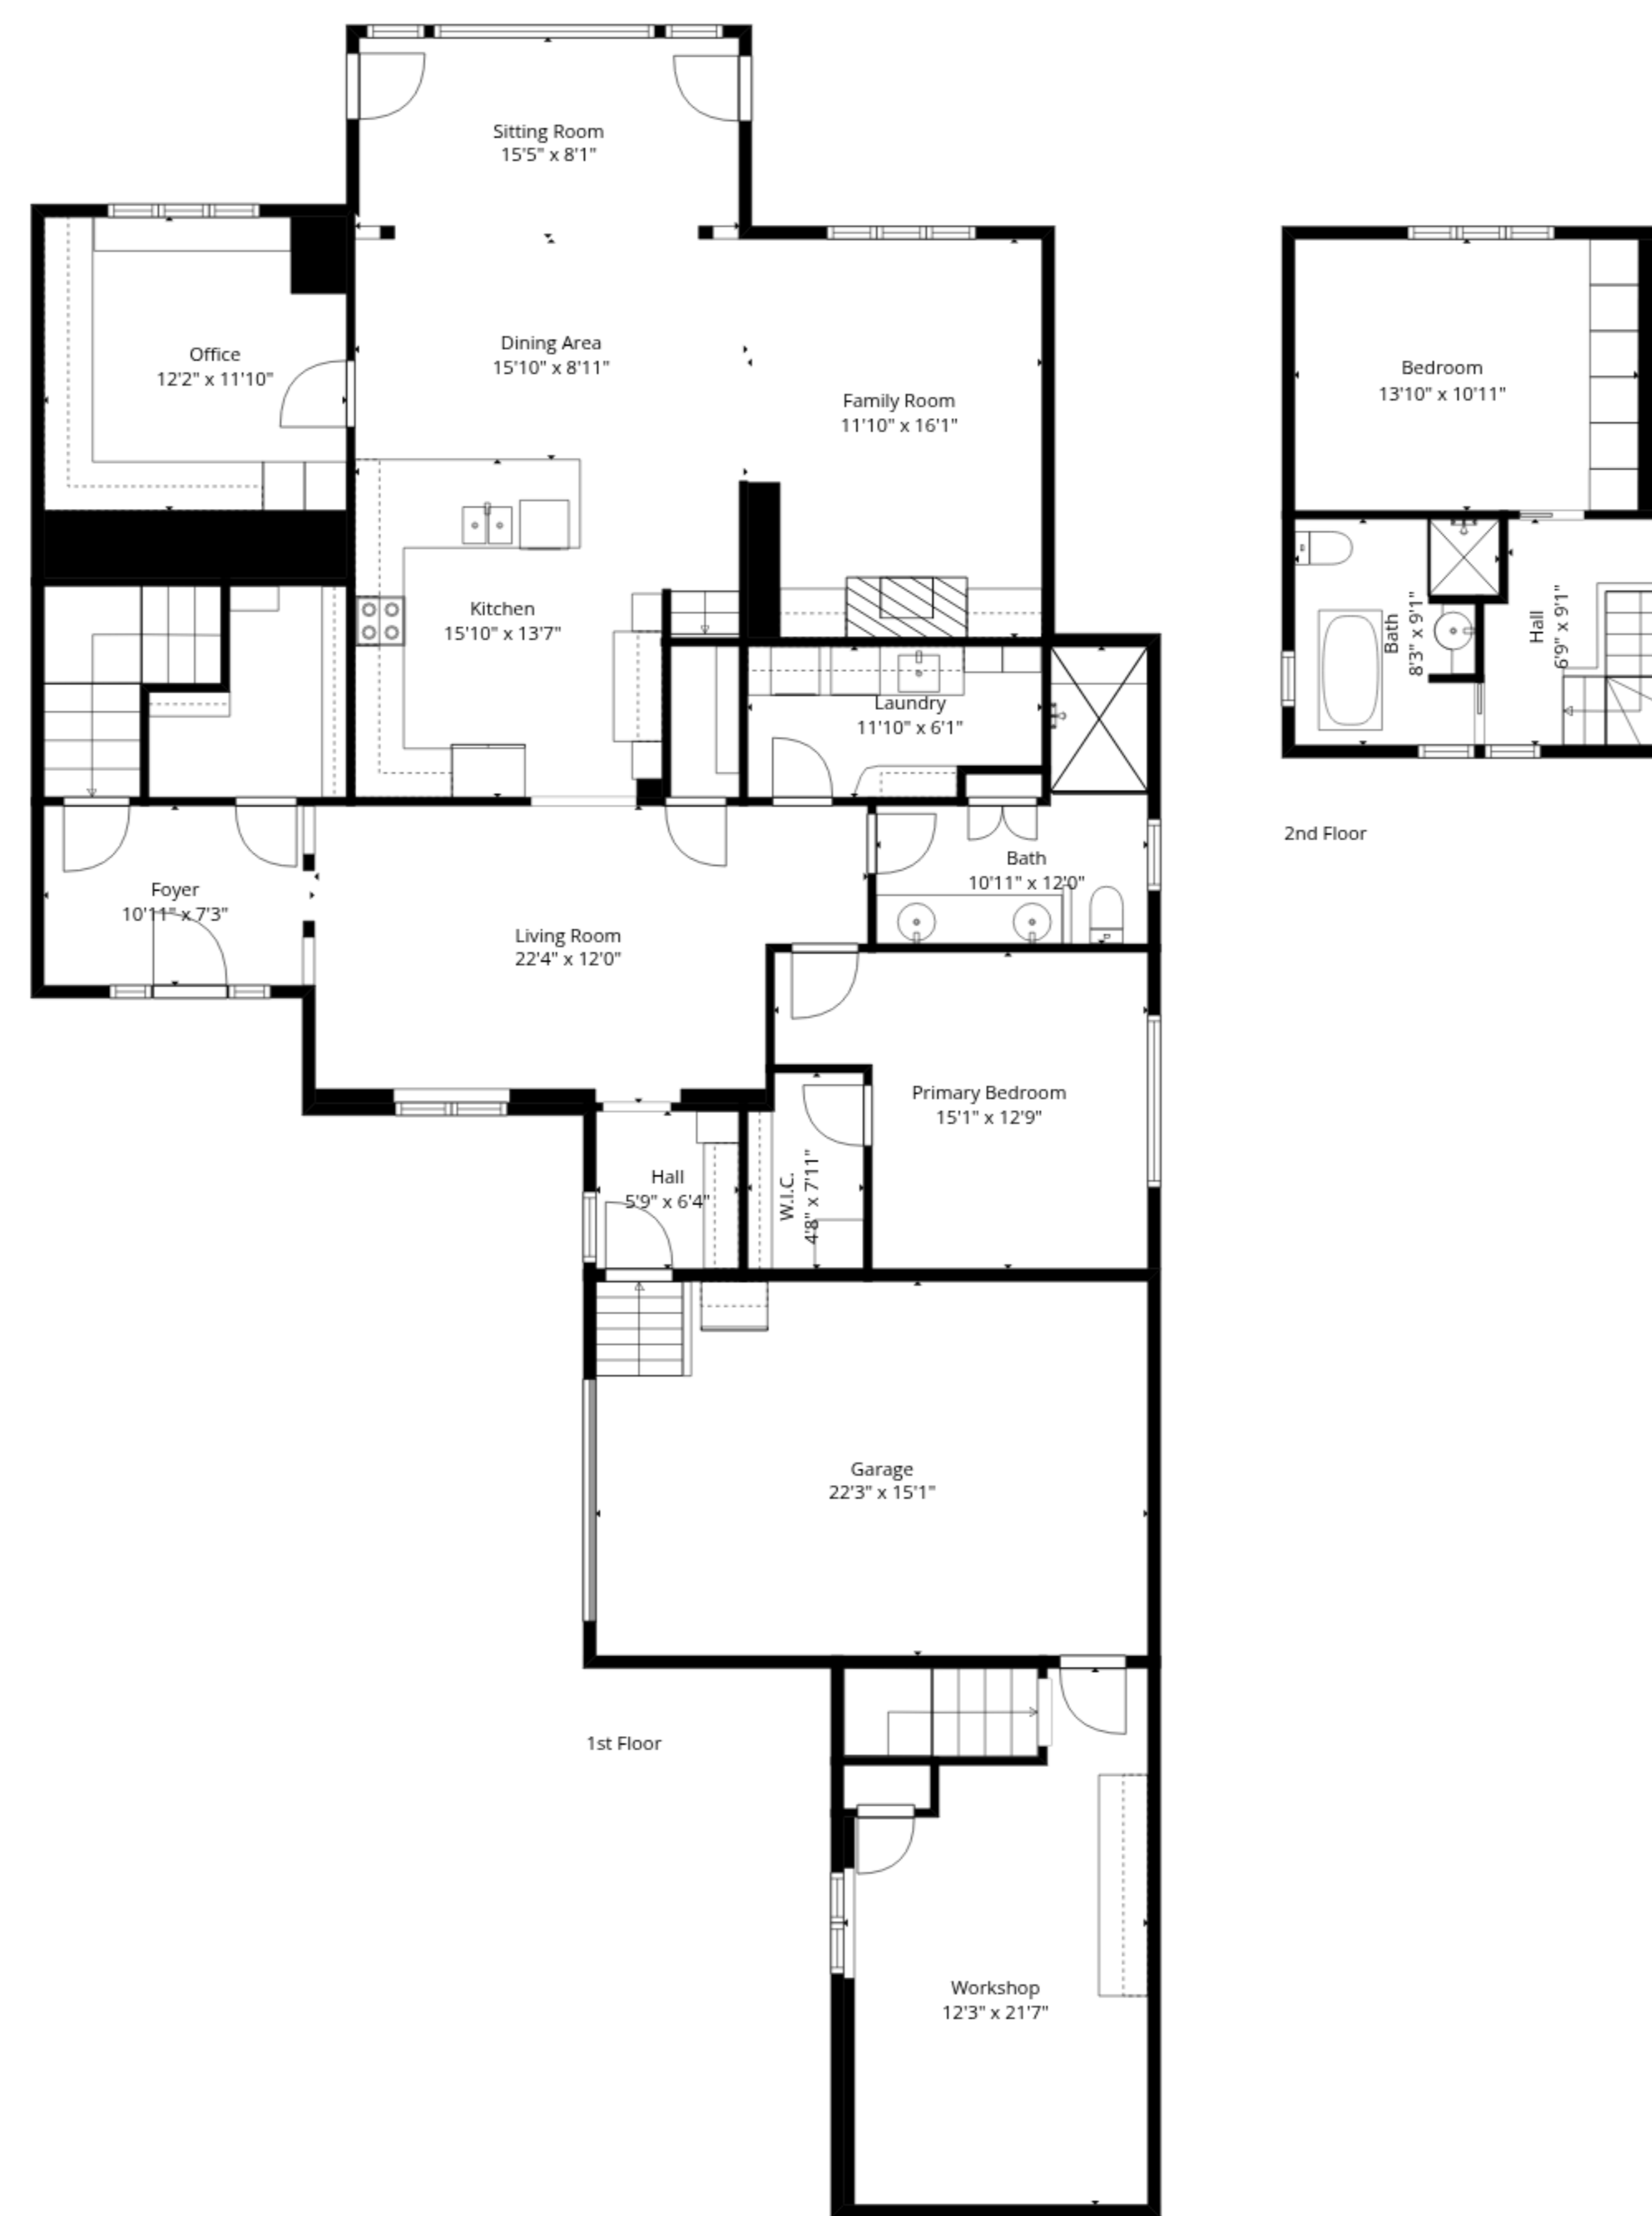 Sitting Room
15'5" x 8'1"
Office
12'2" x 11'10"
Dining Area
15'10" x 8'11"
Family Room
11'10" x 16'1"
Kitchen
15'10" x 13'7"
Laundry
11'10" x 6'1"
Bath
10'11" x 12'0"
Foyer
10'11" x 7'3"
Living Room
22'4" x 12'0"
Primary Bedroom
15'1" x 12'9"
Hall
5'9" x 6'4"
W.I.C.
4'8" x 7'11"
Garage
22'3" x 15'1"
1st Floor
Workshop
12'3" x 21'7"
Bedroom
13'10" x 10'11"
Bath
8'3" x 9'1"
Hall
6'9" x 9'1"
2nd Floor